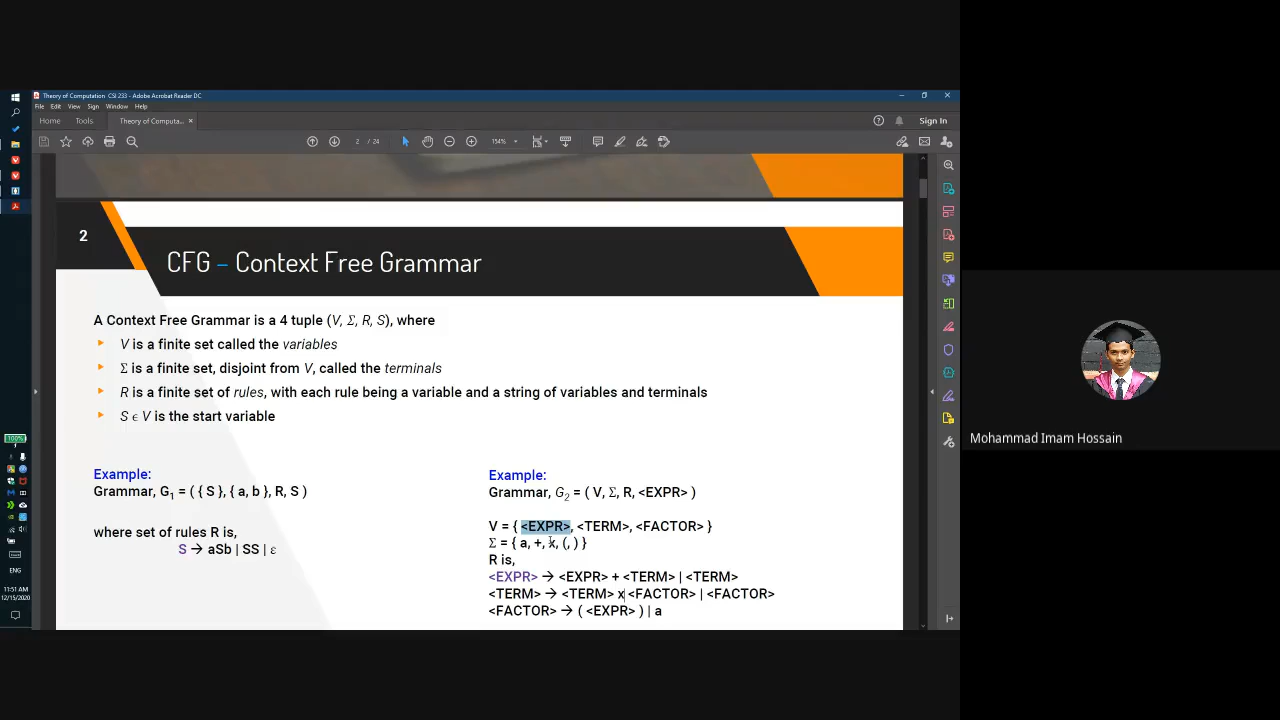 Theory of Computation CSI 233 - Adobe Acrobat Reader DC
File Edit View Sign Window Help
Home Tools Theory of Computa... × Sign In
2 / 24 154%
2
CFG – Context Free Grammar
A Context Free Grammar is a 4 tuple (V, Σ, R, S), where
V is a finite set called the variables
Σ is a finite set, disjoint from V, called the terminals
R is a finite set of rules, with each rule being a variable and a string of variables and terminals
S ϵ V is the start variable
Example:
Grammar, G₁ = ( { S }, { a, b }, R, S )
where set of rules R is,
S → aSb | SS | ε
Example:
Grammar, G₂ = ( V, Σ, R, <EXPR> )
V = { <EXPR>, <TERM>, <FACTOR> }
Σ = { a, +, x, (, ) }
R is,
<EXPR> → <EXPR> + <TERM> | <TERM>
<TERM> → <TERM> x <FACTOR> | <FACTOR>
<FACTOR> → ( <EXPR> ) | a
100%
ENG
11:51 AM
12/15/2020
Mohammad Imam Hossain